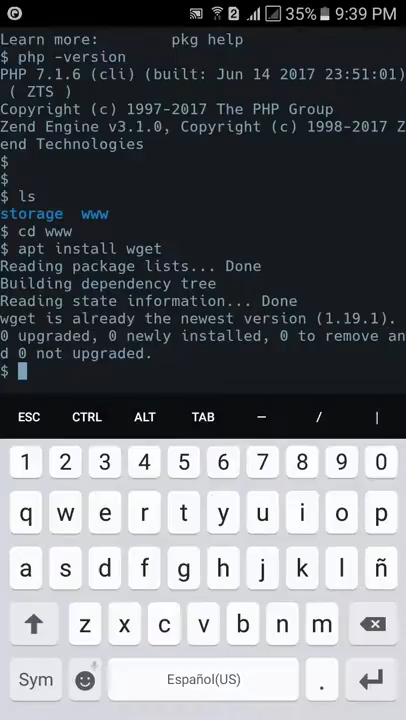 2 35% 9:39 PM
Learn more:        pkg help
$ php -version
PHP 7.1.6 (cli) (built: Jun 14 2017 23:51:01)
( ZTS )
Copyright (c) 1997-2017 The PHP Group
Zend Engine v3.1.0, Copyright (c) 1998-2017 Z
end Technologies
$
$
$ ls
storage  www
$ cd www
$ apt install wget
Reading package lists... Done
Building dependency tree
Reading state information... Done
wget is already the newest version (1.19.1).
0 upgraded, 0 newly installed, 0 to remove an
d 0 not upgraded.
$
ESC CTRL ALT TAB — / |
1 2 3 4 5 6 7 8 9 0
q w e r t y u i o p
a s d f g h j k l ñ
z x c v b n m
Sym Español(US) .